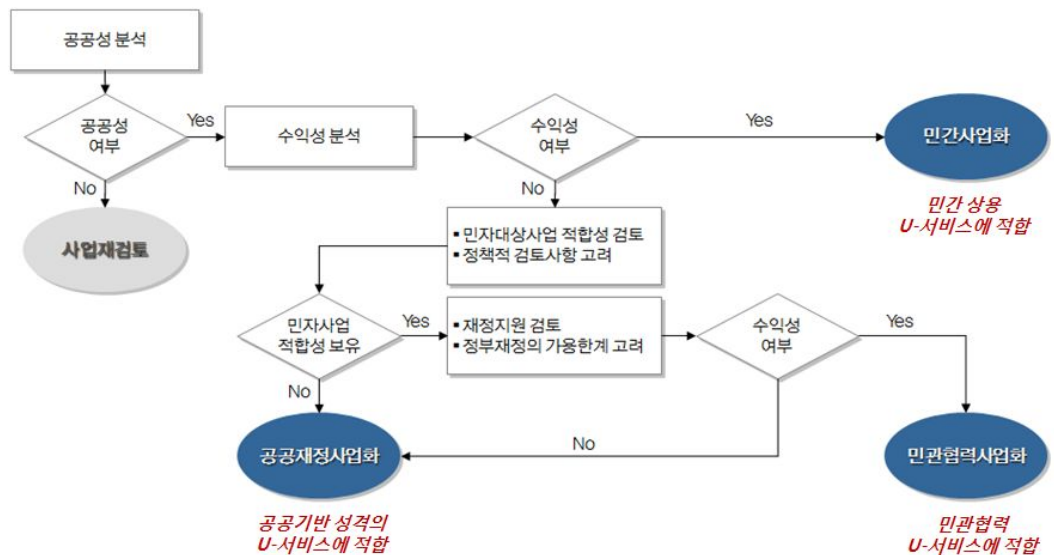 공공성 분석
공공성
여부
Yes
No
사업재검토
수익성 분석
수익성
여부
Yes
No
민간사업화
민간 상용
U-서비스에 적합
▪ 민자대상사업 적합성 검토
▪ 정책적 검토사항 고려
민자사업
적합성 보유
Yes
No
▪ 재정지원 검토
▪ 정부재정의 가용한계 고려
수익성
여부
Yes
No
공공재정사업화
공공기반 성격의
U-서비스에 적합
민관협력사업화
민관협력
U-서비스에 적합